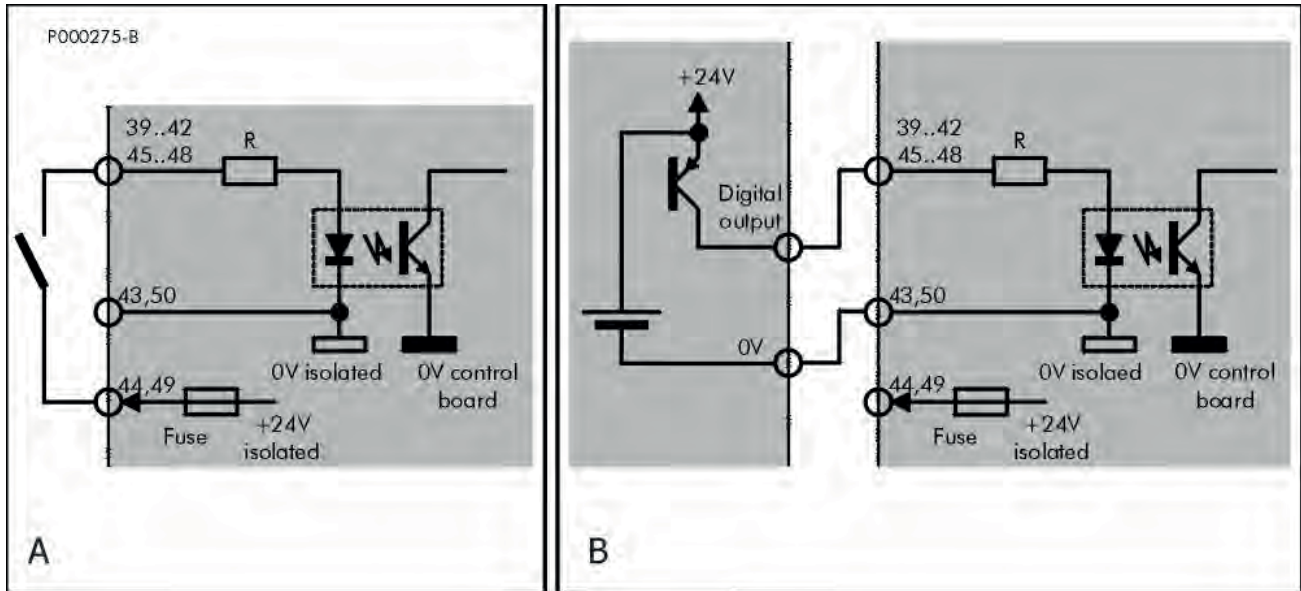 P000275-B
39..42
45..48
R
43,50
0V isolated
0V control
board
44,49
Fuse
+24V
isolated
A
+24V
Digital
output
0V
39..42
45..48
R
43,50
0V isolaed
0V control
board
44,49
Fuse
+24V
isolated
B